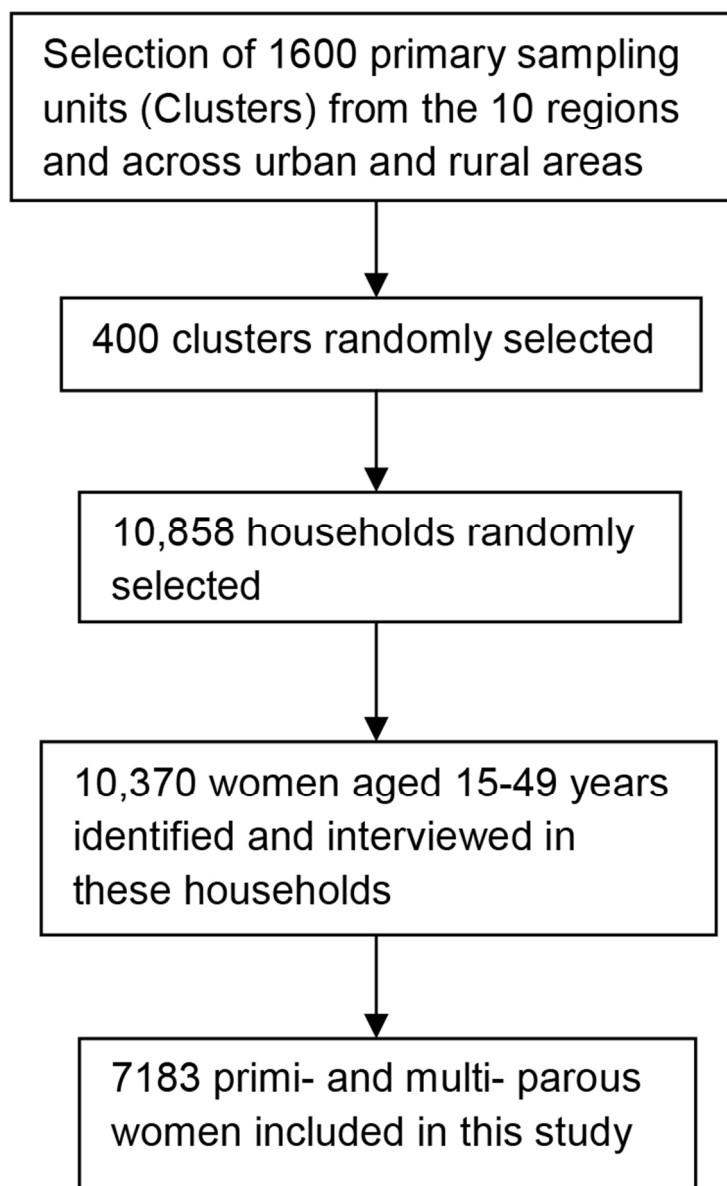 Selection of 1600 primary sampling
units (Clusters) from the 10 regions
and across urban and rural areas
400 clusters randomly selected
10,858 households randomly
selected
10,370 women aged 15-49 years
identified and interviewed in
these households
7183 primi- and multi- parous
women included in this study